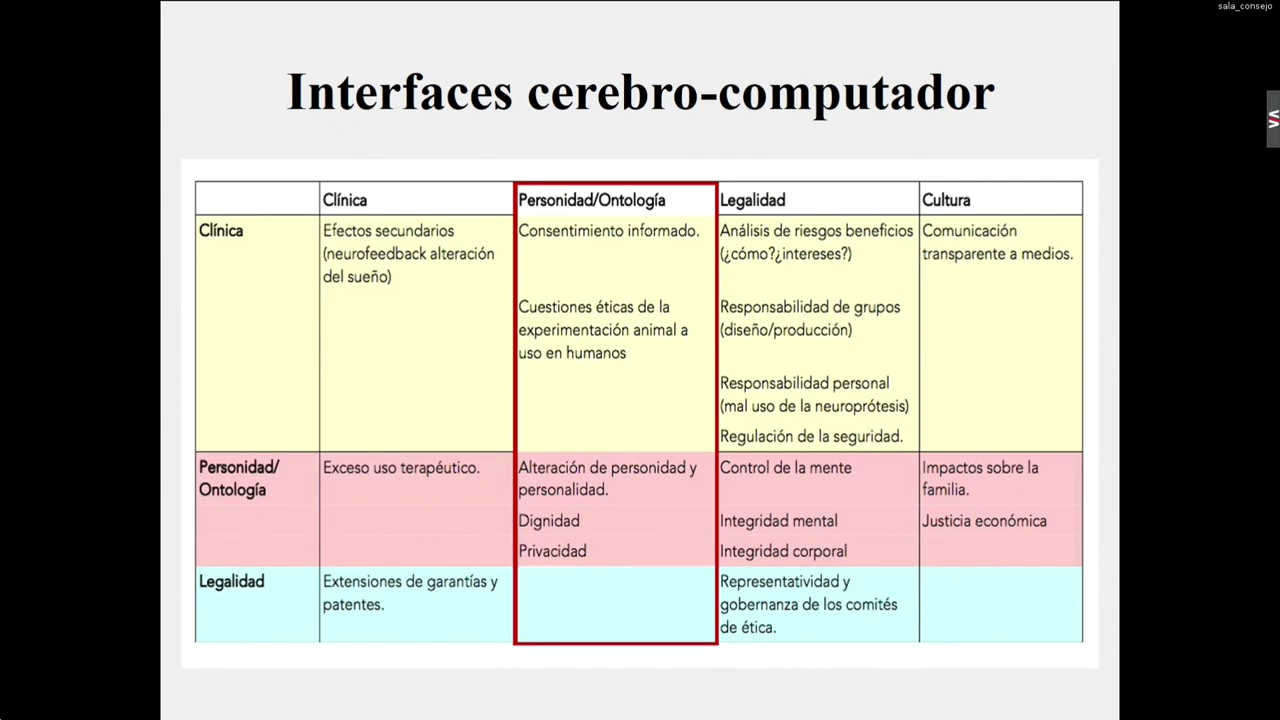 sala_consejo
Interfaces cerebro-computador
Clínica
Personidad/Ontología
Legalidad
Cultura
Clínica
Efectos secundarios
(neurofeedback alteración
del sueño)
Consentimiento informado.
Cuestiones éticas de la
experimentación animal a
uso en humanos
Análisis de riesgos beneficios
(¿cómo?¿intereses?)
Responsabilidad de grupos
(diseño/producción)
Responsabilidad personal
(mal uso de la neuroprótesis)
Regulación de la seguridad.
Comunicación
transparente a medios.
Personidad/
Ontología
Exceso uso terapéutico.
Alteración de personidad y
personalidad.
Dignidad
Privacidad
Control de la mente
Integridad mental
Integridad corporal
Impactos sobre la
familia.
Justicia económica
Legalidad
Extensiones de garantías y
patentes.
Representatividad y
gobernanza de los comités
de ética.